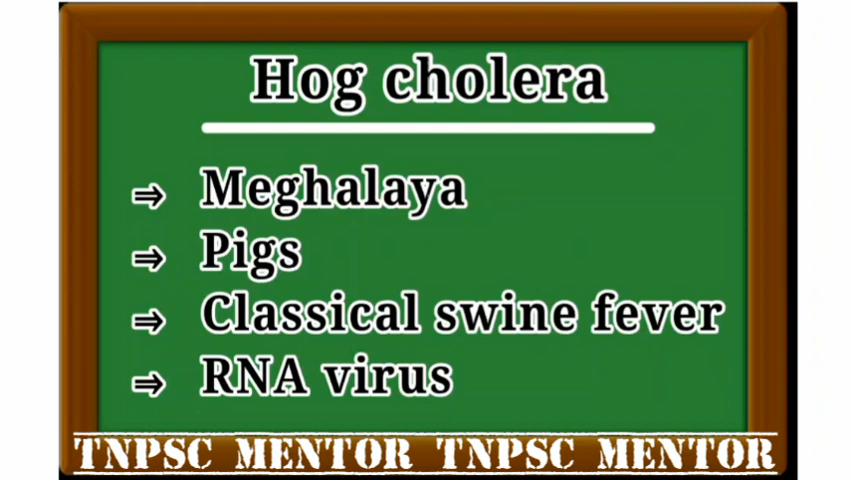 Hog cholera
⇒ Meghalaya
⇒ Pigs
⇒ Classical swine fever
⇒ RNA virus
TNPSC MENTOR TNPSC MENTOR